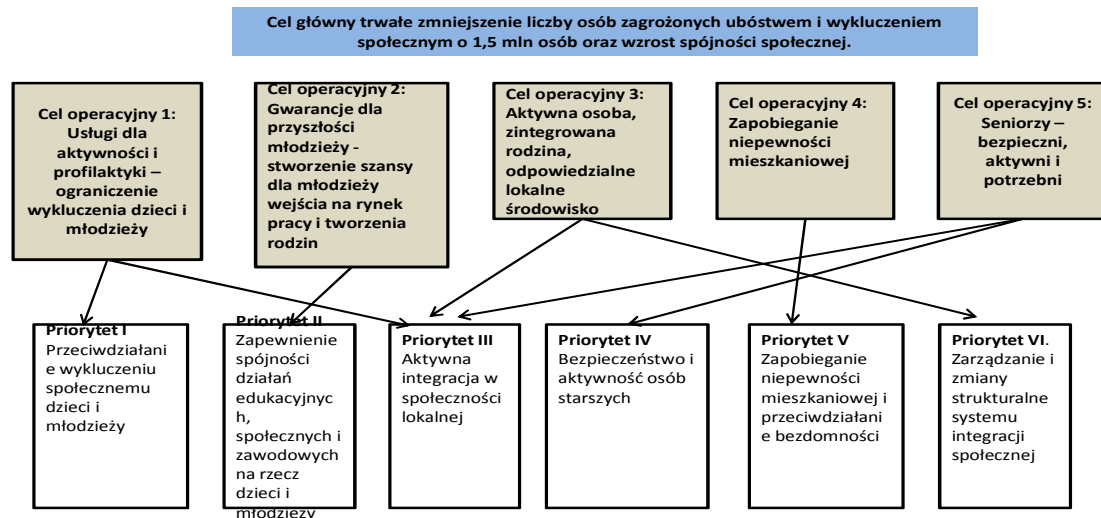 Cel główny trwałe zmniejszenie liczby osób zagrożonych ubóstwem i wykluczeniem
społecznym o 1,5 mln osób oraz wzrost spójności społecznej.
Cel operacyjny 1:
Usługi dla
aktywności i
profilaktyki –
ograniczenie
wykluczenia dzieci i
młodzieży
Cel operacyjny 2:
Gwarancje dla
przyszłości
młodzieży -
stworzenie szansy
dla młodzieży
wejścia na rynek
pracy i tworzenia
rodzin
Cel operacyjny 3:
Aktywna osoba,
zintegrowana
rodzina,
odpowiedzialne
lokalne
środowisko
Cel operacyjny 4:
Zapobieganie
niepewności
mieszkaniowej
Cel operacyjny 5:
Seniorzy –
bezpieczni,
aktywni i
potrzebni
Priorytet I
Przeciwdziałani
e wykluczeniu
społecznemu
dzieci i
młodzieży
Priorytet II
Zapewnienie
spójności
działań
edukacyjnyc
h,
społecznych i
zawodowych
na rzecz
dzieci i
młodzieży
Priorytet III
Aktywna
integracja w
społeczności
lokalnej
Priorytet IV
Bezpieczeństwo i
aktywność osób
starszych
Priorytet V
Zapobieganie
niepewności
mieszkaniowej i
przeciwdziałani
e bezdomności
Priorytet VI.
Zarządzanie i
zmiany
strukturalne
systemu
integracji
społecznej